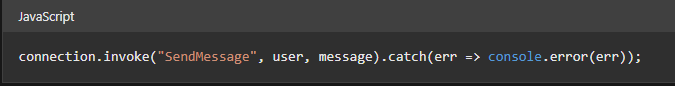 JavaScript
connection.invoke("SendMessage", user, message).catch(err => console.error(err));